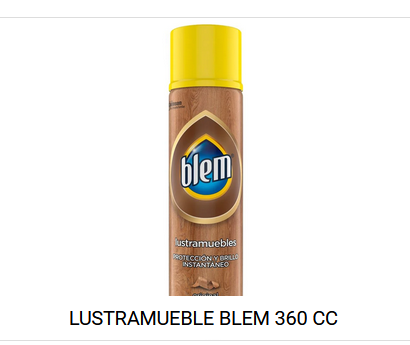 blem
lustramuebles
PROTECCIÓN Y BRILLO
INSTANTÁNEO
LUSTRAMUEBLE BLEM 360 CC